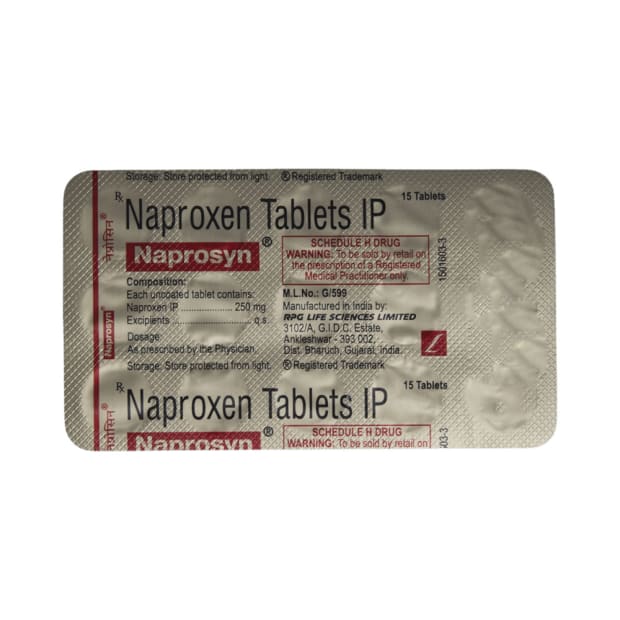 Storage: Store protected from light. ® Registered Trademark
Rx Naproxen Tablets IP 15 Tablets
नप्रोसिन®
Naprosyn®
SCHEDULE H DRUG
WARNING: To be sold by retail on
the prescription of a Registered
Medical Practitioner only.
1501603-3
Composition:
Each uncoated tablet contains:
Naproxen IP .................. 250 mg
Excipients ........................ q.s.
Dosage:
As prescribed by the Physician.
Storage: Store protected from light. ® Registered Trademark
M.L.No.: G/599
Manufactured in India by:
RPG LIFE SCIENCES LIMITED
3102/A, G.I.D.C. Estate,
Ankleshwar - 393 002,
Dist. Bharuch, Gujarat, India.
Naprosyn®
Rx Naproxen Tablets IP 15 Tablets
नप्रोसिन®
Naprosyn®
SCHEDULE H DRUG
WARNING: To be sold by retail on
03-3